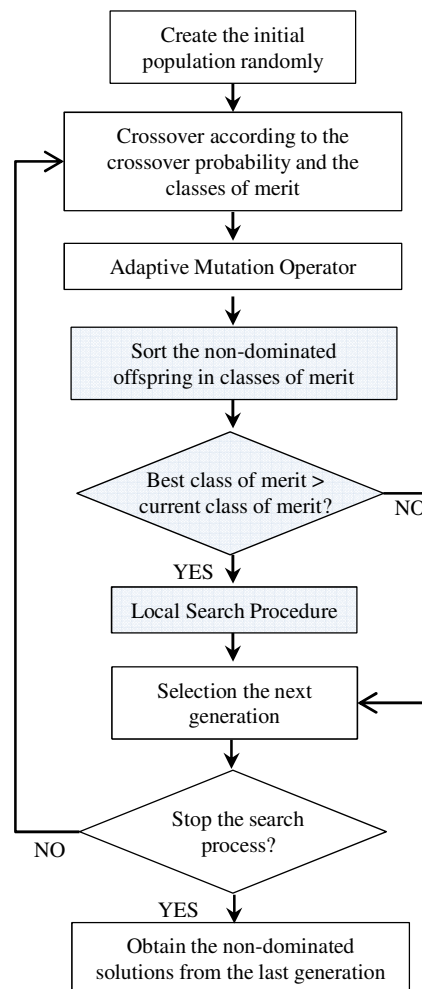 Create the initial
population randomly
Crossover according to the
crossover probability and the
classes of merit
Adaptive Mutation Operator
Sort the non-dominated
offspring in classes of merit
Best class of merit >
current class of merit?
NO
YES
Local Search Procedure
Selection the next
generation
Stop the search
process?
NO
YES
Obtain the non-dominated
solutions from the last generation